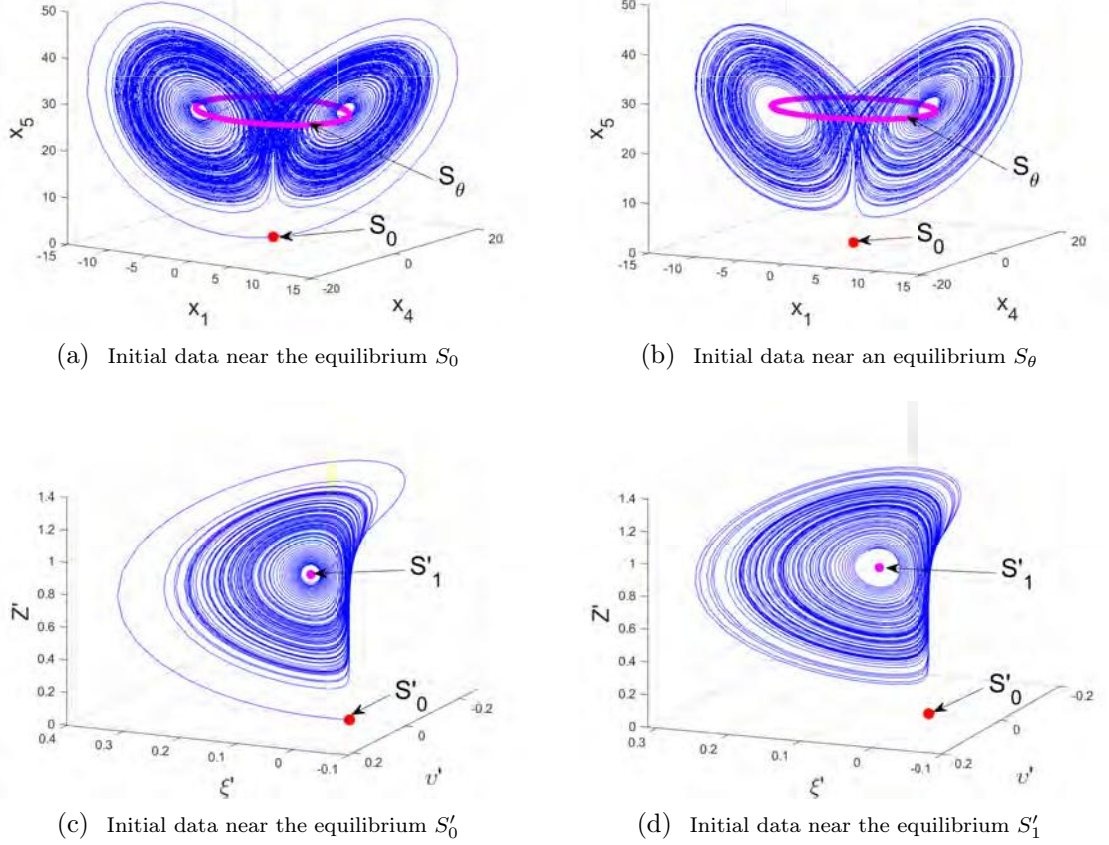 50
40
30
20
10
0
x₅
-15
-10
-5
0
5
10
15
x₁
-20
0
20
x₄
S_θ
S₀
(a) Initial data near the equilibrium S₀
50
40
30
20
10
0
x₅
-15
-10
-5
0
5
10
15
x₁
-20
0
20
x₄
S_θ
S₀
(b) Initial data near an equilibrium S_θ
1.4
1.2
1
0.8
0.6
0.4
0.2
0
Z'
0.4
0.3
0.2
0.1
0
-0.1
ξ'
0.2
0
-0.2
υ'
S'₁
S'₀
(c) Initial data near the equilibrium S′₀
1.4
1.2
1
0.8
0.6
0.4
0.2
0
Z'
0.3
0.2
0.1
0
-0.1
ξ'
0.2
0
-0.2
υ'
S'₁
S'₀
(d) Initial data near the equilibrium S′₁